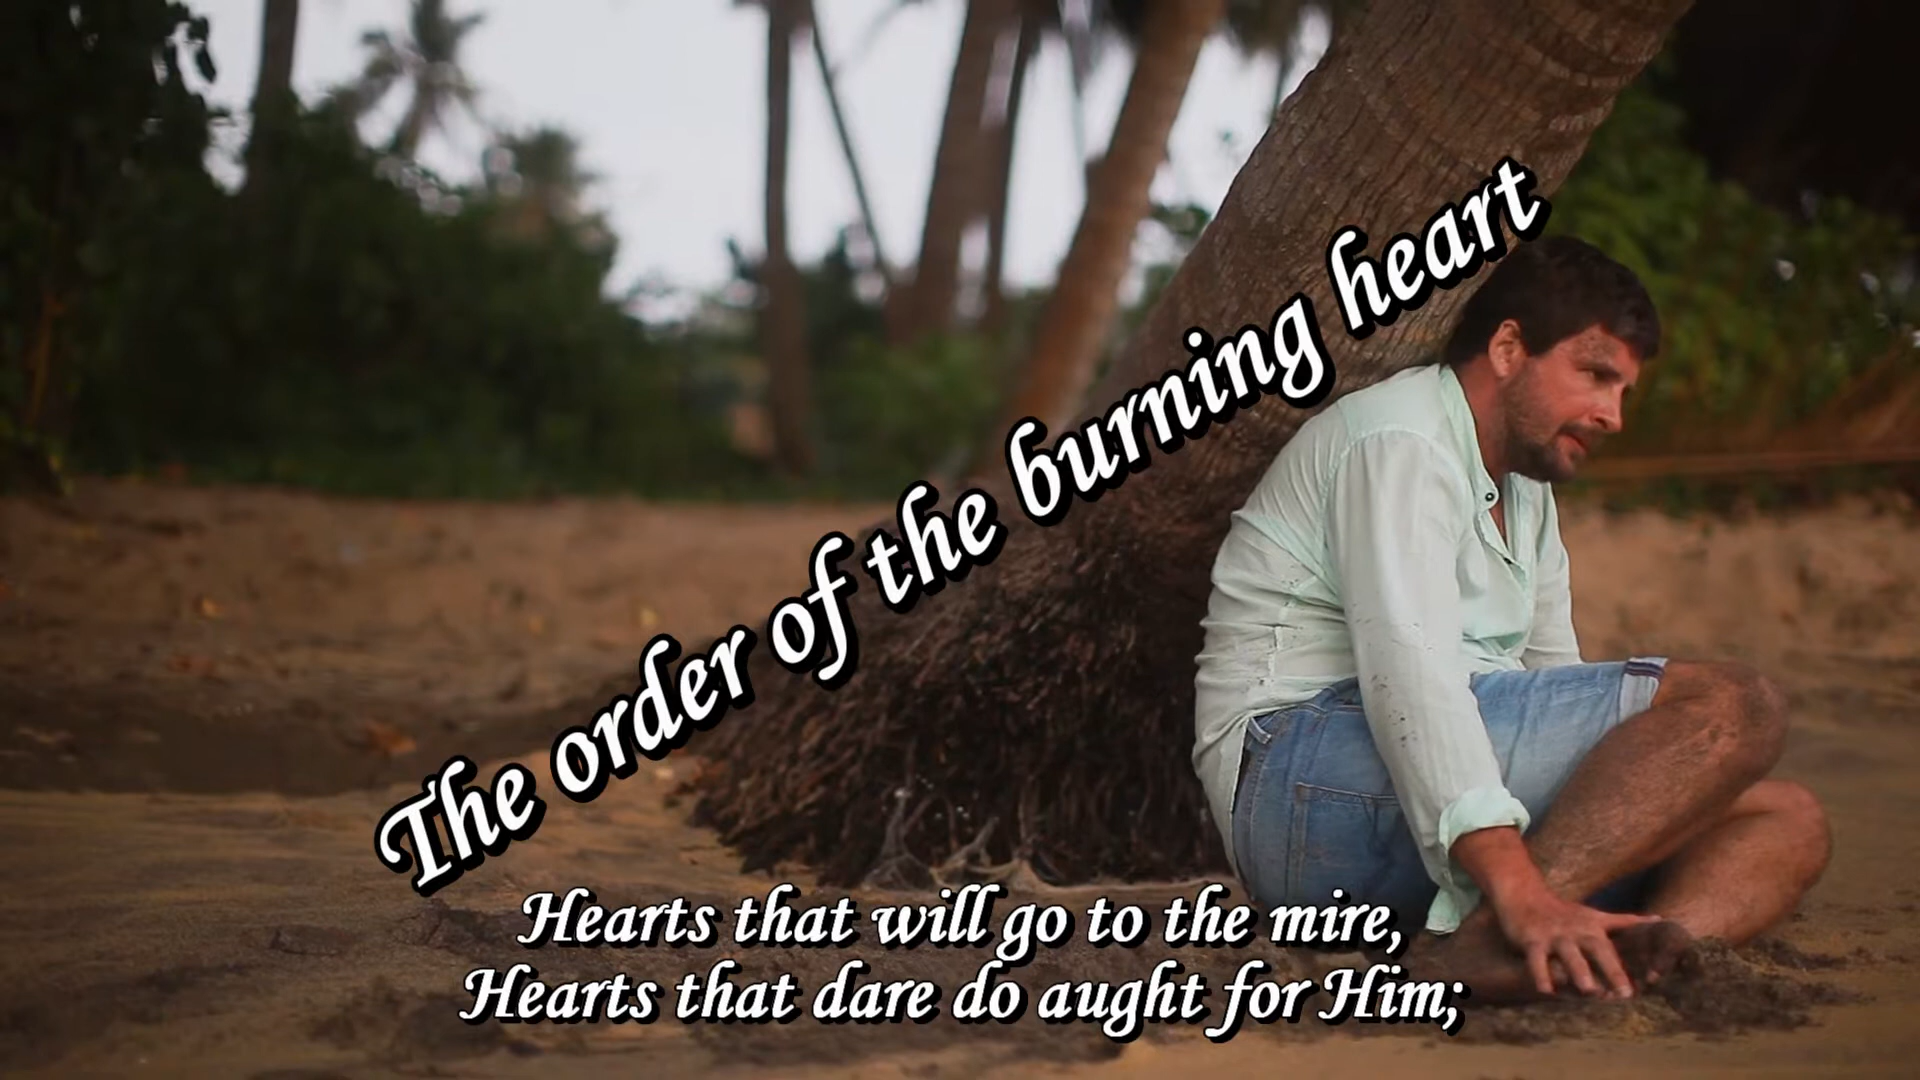 The order of the burning heart
Hearts that will go to the mire,
Hearts that dare do aught for Him;